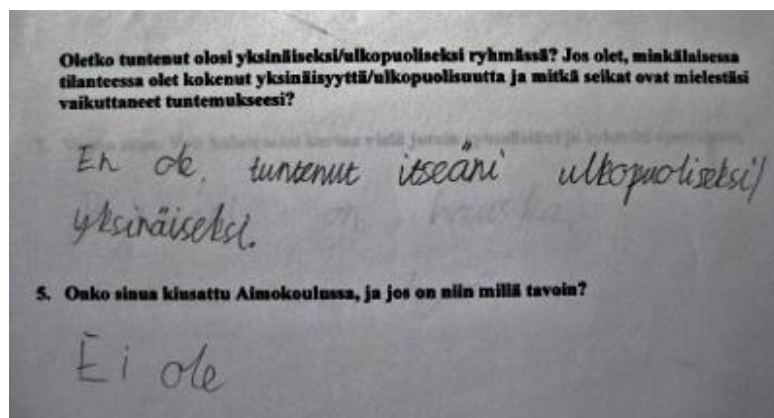 Oletko tuntenut olosi yksinäiseksi/ulkopuoliseksi ryhmässä? Jos olet, minkälaisessa
tilanteessa olet kokenut yksinäisyyttä/ulkopuolisuutta ja mitkä seikat ovat mielestäsi
vaikuttaneet tuntemukseesi?
En ole, tuntenut itseäni ulkopuoliseksi/
yksinäiseksi.
5. Onko sinua kiusattu Aimokoulussa, ja jos on niin millä tavoin?
Ei ole